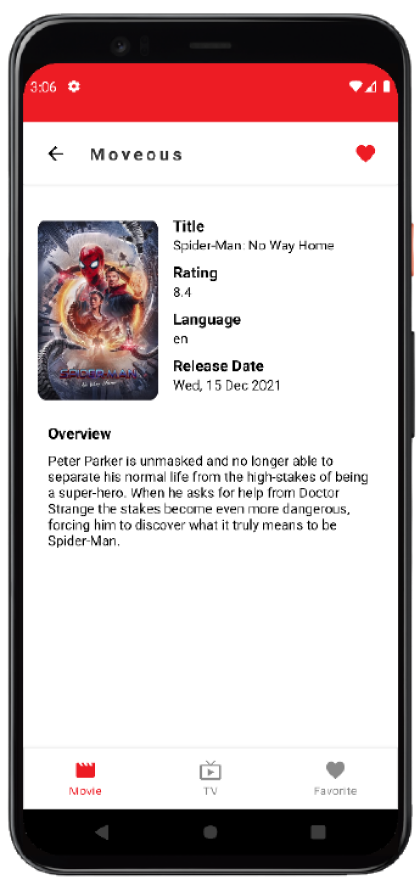 3:06
Moveous
Title
Spider-Man: No Way Home
Rating
8.4
Language
en
Release Date
Wed, 15 Dec 2021
SPIDER-MAN
No Way Home
Overview
Peter Parker is unmasked and no longer able to
separate his normal life from the high-stakes of being
a super-hero. When he asks for help from Doctor
Strange the stakes become even more dangerous,
forcing him to discover what it truly means to be
Spider-Man.
Movie
TV
Favorite